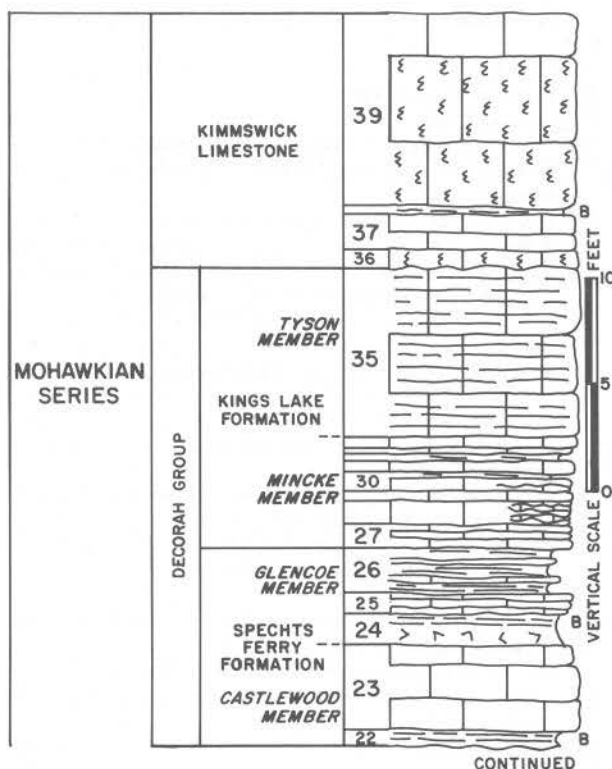 KIMMSWICK
LIMESTONE
39
B
37
36
MOHAWKIAN
SERIES
DECORAH GROUP
TYSON
MEMBER
35
KINGS LAKE
FORMATION
MINCKE
MEMBER
30
27
GLENCOE
MEMBER
26
25
B
24
SPECHTS
FERRY
FORMATION
23
CASTLEWOOD
MEMBER
22
B
VERTICAL SCALE FEET
10
5
0
CONTINUED